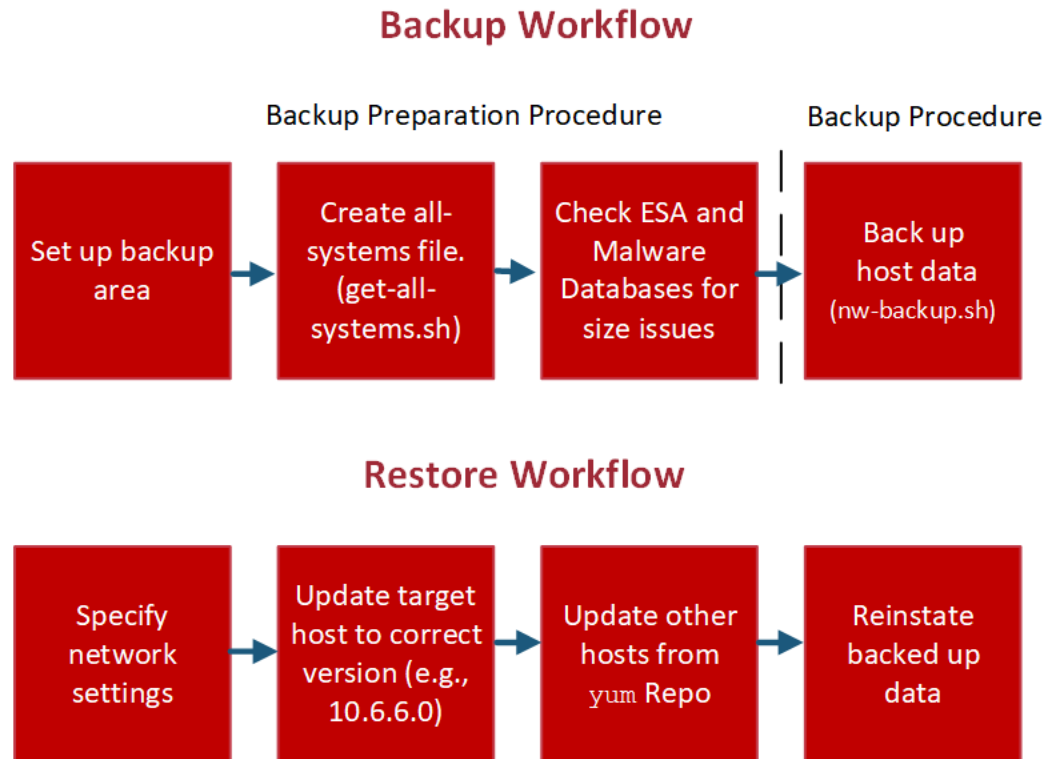 Backup Workflow
Backup Preparation Procedure
Backup Procedure
Set up backup
area
Create all-
systems file.
(get-all-
systems.sh)
Check ESA and
Malware
Databases for
size issues
Back up
host data
(nw-backup.sh)
Restore Workflow
Specify
network
settings
Update target
host to correct
version (e.g.,
10.6.6.0)
Update other
hosts from
yum Repo
Reinstate
backed up
data